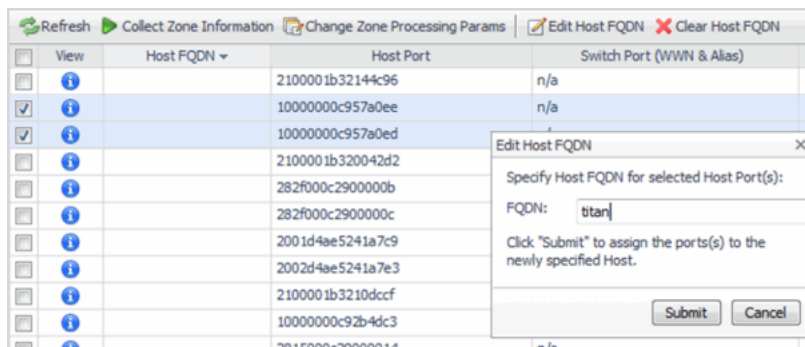 Refresh Collect Zone Information Change Zone Processing Params Edit Host FQDN Clear Host FQDN
View Host FQDN Host Port Switch Port (WWN & Alias)
2100001b32144c96 n/a
10000000c957a0ee n/a
10000000c957a0ed
Edit Host FQDN
2100001b320042d2
Specify Host FQDN for selected Host Port(s):
282f000c2900000b
FQDN: titan
282f000c2900000c
2001d4ae5241a7c9
Click "Submit" to assign the ports(s) to the
newly specified Host.
2002d4ae5241a7e3
2100001b3210dccf
Submit Cancel
10000000c92b4dc3